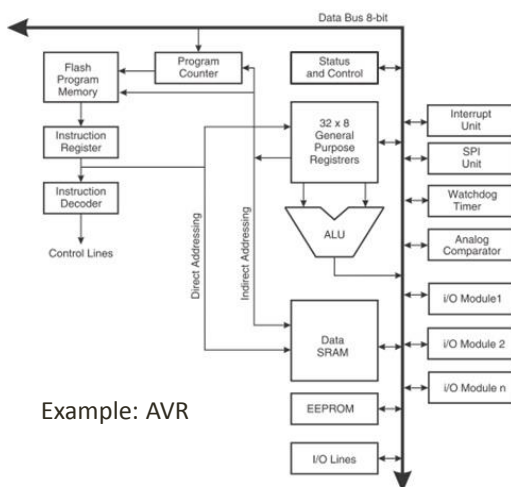 Data Bus 8-bit
Flash
Program
Memory
Program
Counter
Status
and Control
Instruction
Register
32 x 8
General
Purpose
Registrers
Interrupt
Unit
SPI
Unit
Instruction
Decoder
Watchdog
Timer
Control Lines
Direct Addressing
Indirect Addressing
ALU
Analog
Comparator
i/O Module1
Data
SRAM
i/O Module 2
i/O Module n
Example: AVR
EEPROM
I/O Lines